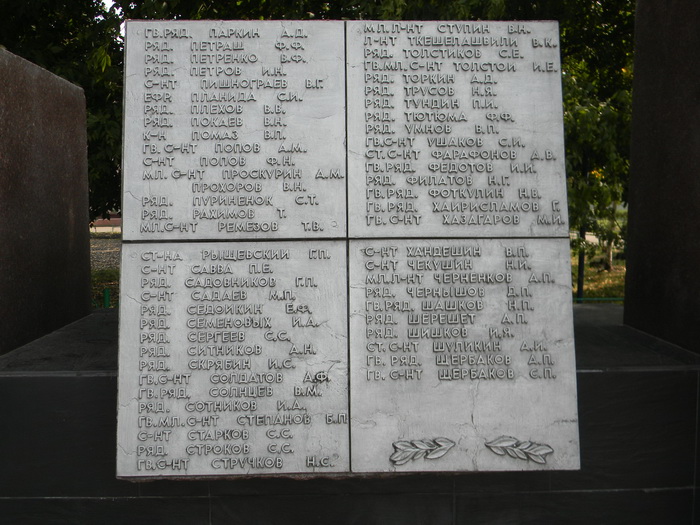 ГВ.РЯД. ПАРКИН А.Д.
РЯД. ПЕТРАШ Ф.Ф.
РЯД. ПЕТРЕНКО В.Ф.
РЯД. ПЕТРОВ И.Н.
С-НТ ПИШНОГРАЕВ В.Г.
ЕФР. ПЛАНИДА С.И.
РЯД. ПЛЕХОВ В.В.
РЯД. ПОКАЕВ В.Н.
К-Н ПОМАЗ В.П.
ГВ. С-НТ ПОПОВ А.М.
С-НТ ПОПОВ Ф.Н.
МЛ. С-НТ ПРОСКУРИН А.М.
ПРОХОРОВ В.Н.
РЯД. ПУРИНЕНОК С.Т.
РЯД. РАХИМОВ Т.
МЛ.С-НТ РЕМЕЗОВ Т.В.
МЛ. Л-НТ СТУПИН В.Н.
Л-НТ ТКЕШЕЛАШВИЛИ В.К.
РЯД. ТОЛСТИКОВ С.Е.
ГВ.МЛ.С-НТ ТОЛСТОЙ И.Е.
РЯД. ТОРКИН А.Д.
РЯД. ТРУСОВ Н.Я.
РЯД. ТУНДИН П.И.
РЯД. ТЮТЮМА Ф.Ф.
РЯД. УМНОВ В.П.
ГВ.С-НТ УШАКОВ С.И.
СТ.С-НТ ФАРАФОНОВ А.В.
ГВ.РЯД. ФЕДОТОВ И.И.
РЯД. ФИЛАТОВ Н.Г.
ГВ.РЯД. ФОТКУЛИН Н.В.
ГВ.РЯД. ХАИРИСЛАМОВ Г.
ГВ.С-НТ ХАЗАГАРОВ М.И.
СТ-НА РЫЩЕВСКИЙ Г.П.
С-НТ САВВА П.Е.
РЯД. САДОВНИКОВ Г.П.
С-НТ САДАЕВ М.П.
РЯД. СЕДОЙКИН Е.Ф.
РЯД. СЕМЕНОВЫХ И.А.
РЯД. СЕРГЕЕВ С.С.
РЯД. СИТНИКОВ А.Н.
РЯД. СКРЯБИН И.С.
ГВ.С-НТ СОЛДАТОВ А.Ф.
ГВ.РЯД. СОЛНЦЕВ В.М.
РЯД. СОТНИКОВ И.А.
ГВ.МЛ.С-НТ СТЕПАНОВ Б.П.
С-НТ СТАРКОВ С.С.
РЯД. СТРОКОВ С.С.
ГВ.С-НТ СТРУЧКОВ Н.С.
С-НТ ХАНДЕШИН В.П.
С-НТ ЧЕКУШИН Н.И.
МЛ.Л-НТ ЧЕРНЕНКОВ А.П.
РЯД. ЧЕРНЫШОВ Д.П.
ГВ.РЯД. ШАШКОВ Н.П.
РЯД. ШЕРЕШЕТ А.П.
РЯД. ШИШКОВ И.Я.
СТ. С-НТ ШУЛИКИН А.И.
ГВ. РЯД. ЩЕРБАКОВ А.П.
ГВ. С-НТ ЩЕРБАКОВ С.П.